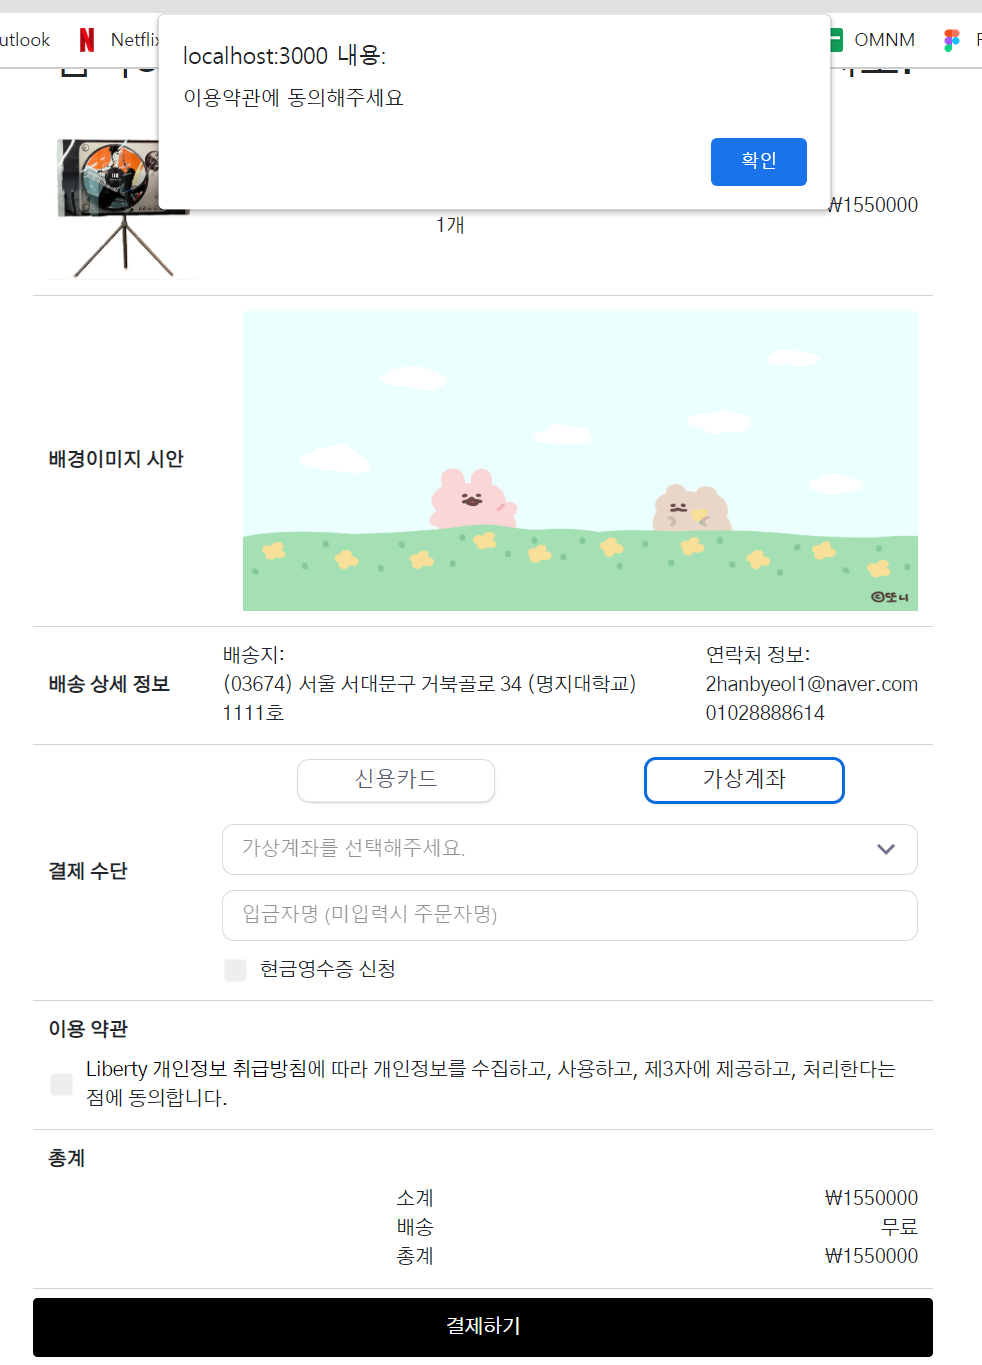 utlook
Netflix
OMNM
F
localhost:3000 내용:
이용약관에 동의해주세요
확인
₩1550000
1개
배경이미지 시안
©또니
배송 상세 정보
배송지:
(03674) 서울 서대문구 거북골로 34 (명지대학교)
1111호
연락처 정보:
2hanbyeol1@naver.com
01028888614
신용카드
가상계좌
결제 수단
가상계좌를 선택해주세요.
입금자명 (미입력시 주문자명)
현금영수증 신청
이용 약관
Liberty 개인정보 취급방침에 따라 개인정보를 수집하고, 사용하고, 제3자에 제공하고, 처리한다는
점에 동의합니다.
총계
소계 ₩1550000
배송 무료
총계 ₩1550000
결제하기